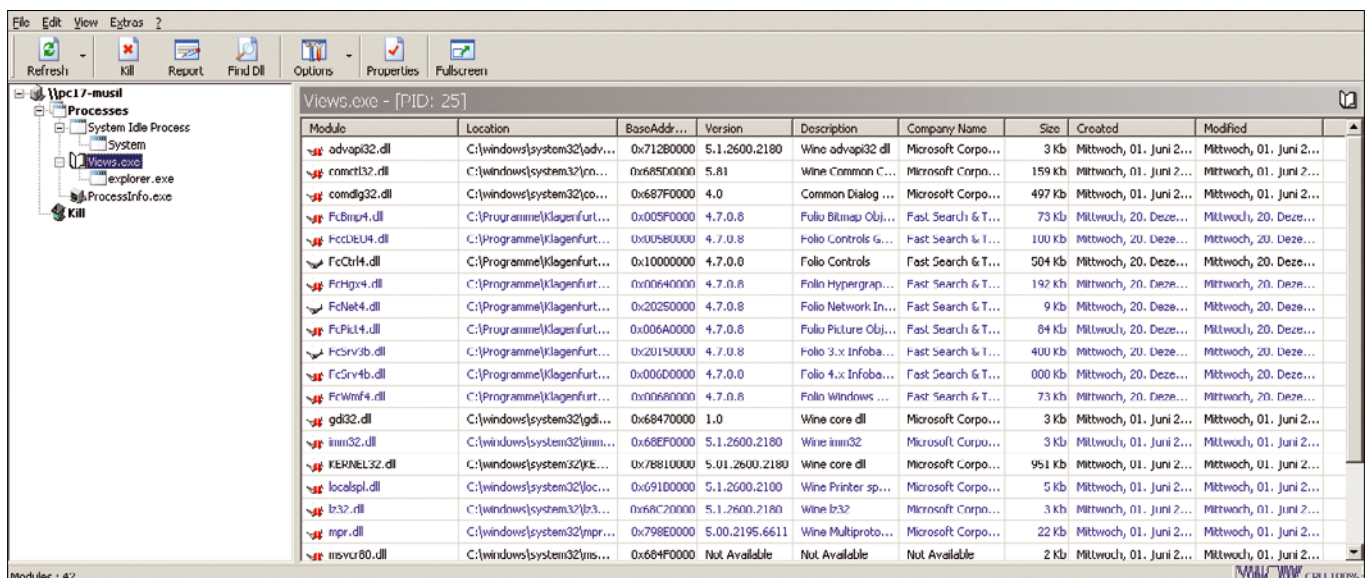 File Edit View Extras ?
Refresh Kill Report Find Dll Options Properties Fullscreen
\\pc17-musil
Processes
System Idle Process
System
Views.exe
explorer.exe
ProcessInfo.exe
Kill
Views.exe - [PID: 25]
Module Location BaseAddr... Version Description Company Name Size Created Modified
advapi32.dll C:\windows\system32\adv... 0x712B0000 5.1.2600.2180 Wine advapi32 dll Microsoft Corpo... 3 Kb Mittwoch, 01. Juni 2... Mittwoch, 01. Juni 2...
comctl32.dll C:\windows\system32\co... 0x685D0000 5.81 Wine Common C... Microsoft Corpo... 159 Kb Mittwoch, 01. Juni 2... Mittwoch, 01. Juni 2...
comdlg32.dll C:\windows\system32\co... 0x687F0000 4.0 Common Dialog ... Microsoft Corpo... 497 Kb Mittwoch, 01. Juni 2... Mittwoch, 01. Juni 2...
FcBmp4.dll C:\Programme\Klagenfurt... 0x005F0000 4.7.0.8 Folio Bitmap Obj... Fast Search & T... 73 Kb Mittwoch, 20. Deze... Mittwoch, 20. Deze...
FccDEU4.dll C:\Programme\Klagenfurt... 0x005B0000 4.7.0.8 Folio Controls G... Fast Search & T... 100 Kb Mittwoch, 20. Deze... Mittwoch, 20. Deze...
FcCtrl4.dll C:\Programme\Klagenfurt... 0x10000000 4.7.0.8 Folio Controls Fast Search & T... 504 Kb Mittwoch, 20. Deze... Mittwoch, 20. Deze...
FcHgx4.dll C:\Programme\Klagenfurt... 0x00640000 4.7.0.8 Folio Hypergrap... Fast Search & T... 192 Kb Mittwoch, 20. Deze... Mittwoch, 20. Deze...
FcNet4.dll C:\Programme\Klagenfurt... 0x20250000 4.7.0.8 Folio Network In... Fast Search & T... 9 Kb Mittwoch, 20. Deze... Mittwoch, 20. Deze...
FcPict4.dll C:\Programme\Klagenfurt... 0x006A0000 4.7.0.8 Folio Picture Obj... Fast Search & T... 84 Kb Mittwoch, 20. Deze... Mittwoch, 20. Deze...
FcSrv3b.dll C:\Programme\Klagenfurt... 0x20150000 4.7.0.8 Folio 3.x Infoba... Fast Search & T... 400 Kb Mittwoch, 20. Deze... Mittwoch, 20. Deze...
FcSrv4b.dll C:\Programme\Klagenfurt... 0x006D0000 4.7.0.8 Folio 4.x Infoba... Fast Search & T... Kb Mittwoch, 20. Deze... Mittwoch, 20. Deze...
FcWmf4.dll C:\Programme\Klagenfurt... 0x00680000 4.7.0.8 Folio Windows ... Fast Search & T... 73 Kb Mittwoch, 20. Deze... Mittwoch, 20. Deze...
gdi32.dll C:\windows\system32\gdi... 0x68470000 1.0 Wine core dll Microsoft Corpo... 3 Kb Mittwoch, 01. Juni 2... Mittwoch, 01. Juni 2...
imm32.dll C:\windows\system32\imm... 0x68EF0000 5.1.2600.2180 Wine imm32 Microsoft Corpo... 3 Kb Mittwoch, 01. Juni 2... Mittwoch, 01. Juni 2...
KERNEL32.dll C:\windows\system32\KE... 0x7B810000 5.01.2600.2180 Wine core dll Microsoft Corpo... 951 Kb Mittwoch, 01. Juni 2... Mittwoch, 01. Juni 2...
localspl.dll C:\windows\system32\loc... 0x691D0000 5.1.2600.2180 Wine Printer sp... Microsoft Corpo... 5 Kb Mittwoch, 01. Juni 2... Mittwoch, 01. Juni 2...
lz32.dll C:\windows\system32\lz3... 0x68C20000 5.1.2600.2180 Wine lz32 Microsoft Corpo... 3 Kb Mittwoch, 01. Juni 2... Mittwoch, 01. Juni 2...
mpr.dll C:\windows\system32\mpr... 0x798E0000 5.00.2195.6611 Wine Multiproto... Microsoft Corpo... 22 Kb Mittwoch, 01. Juni 2... Mittwoch, 01. Juni 2...
msvcr80.dll C:\windows\system32\ms... 0x684F0000 Not Available Not Available Not Available 2 Kb Mittwoch, 01. Juni 2... Mittwoch, 01. Juni 2...
Modules : 42 CPU 100%